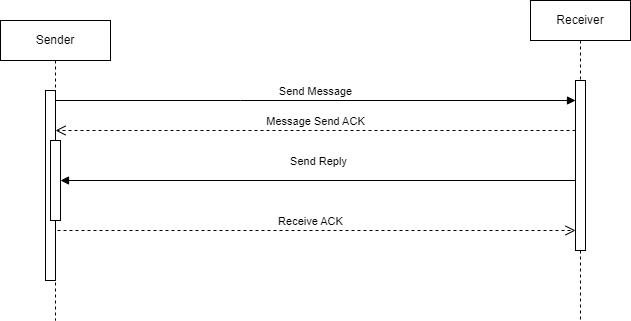 Sender
Receiver
Send Message
Message Send ACK
Send Reply
Receive ACK